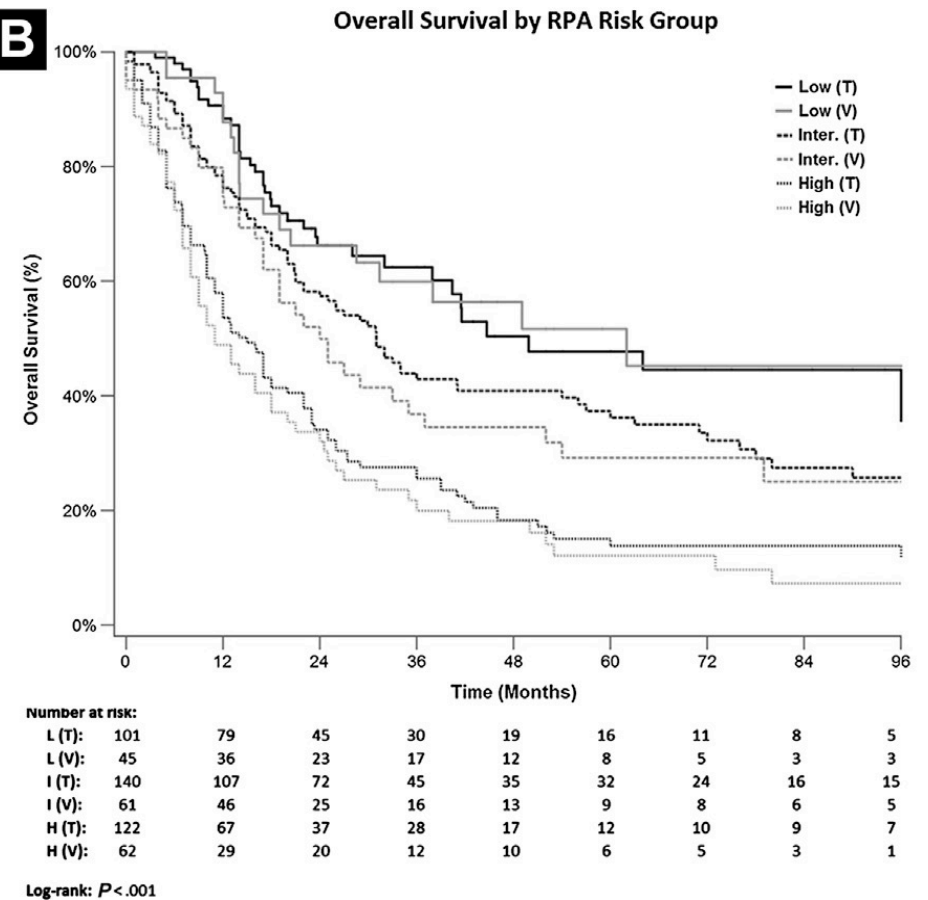 B
Overall Survival by RPA Risk Group
100%
80%
60%
40%
20%
0%
Overall Survival (%)
Low (T)
Low (V)
Inter. (T)
Inter. (V)
High (T)
High (V)
0 12 24 36 48 60 72 84 96
Time (Months)
Number at risk:
L (T): 101 79 45 30 19 16 11 8 5
L (V): 45 36 23 17 12 8 5 3 3
I (T): 140 107 72 45 35 32 24 16 15
I (V): 61 46 25 16 13 9 8 6 5
H (T): 122 67 37 28 17 12 10 9 7
H (V): 62 29 20 12 10 6 5 3 1
Log-rank: P<.001